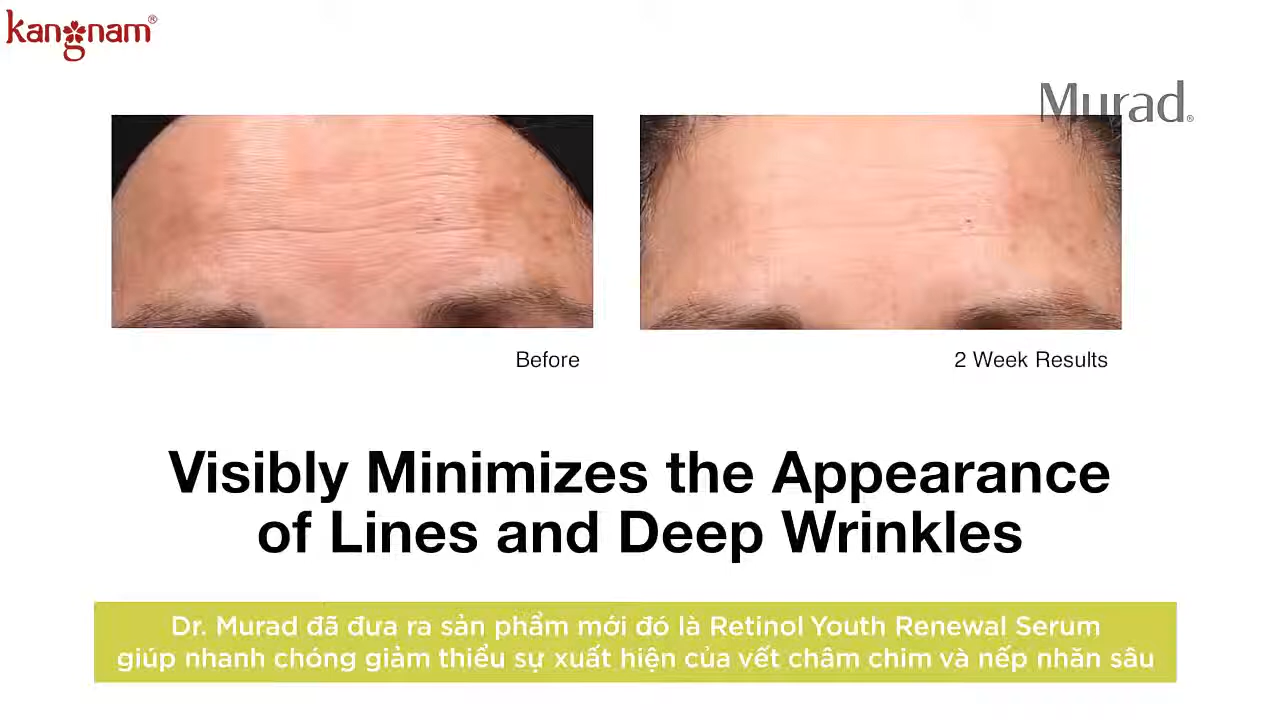 kangnam®
Murad®
Before
2 Week Results
Visibly Minimizes the Appearance
of Lines and Deep Wrinkles
Dr. Murad đã đưa ra sản phẩm mới đó là Retinol Youth Renewal Serum
giúp nhanh chóng giảm thiểu sự xuất hiện của vết châm chim và nếp nhăn sâu